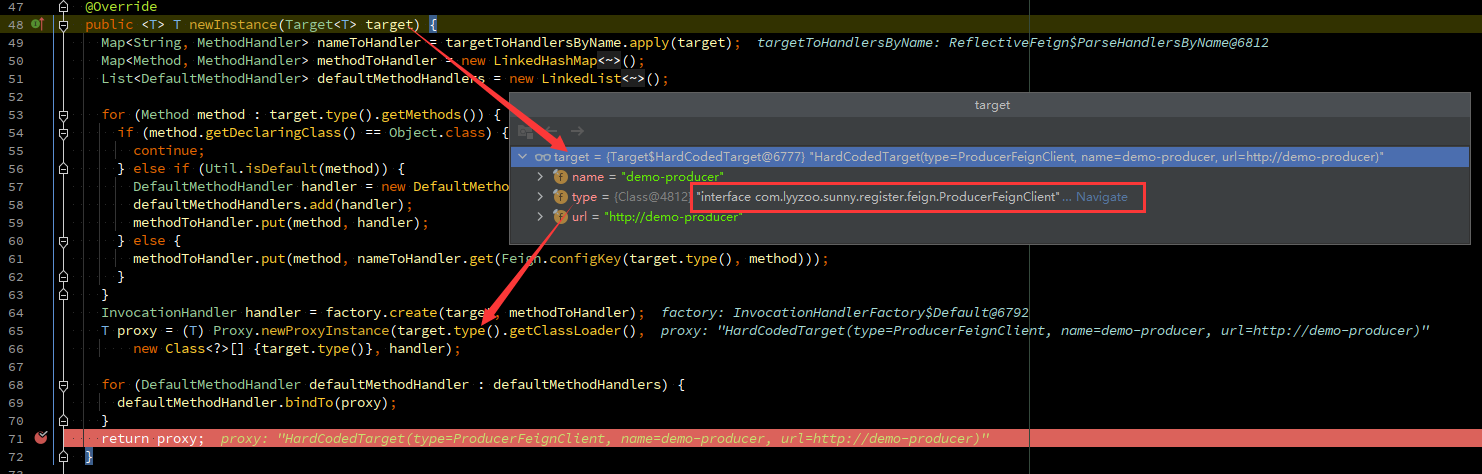 47 @Override
48 public <T> T newInstance(Target<T> target) {
49 Map<String, MethodHandler> nameToHandler = targetToHandlersByName.apply(target); targetToHandlersByName: ReflectiveFeign$ParseHandlersByName@6812
50 Map<Method, MethodHandler> methodToHandler = new LinkedHashMap<~>();
51 List<DefaultMethodHandler> defaultMethodHandlers = new LinkedList<~>();
52
53 for (Method method : target.type().getMethods()) {
54 if (method.getDeclaringClass() == Object.class) {
55 continue;
56 } else if (Util.isDefault(method)) {
57 DefaultMethodHandler handler = new DefaultMetho
58 defaultMethodHandlers.add(handler);
59 methodToHandler.put(method, handler);
60 } else {
61 methodToHandler.put(method, nameToHandler.get(Feign.configKey(target.type(), method)));
62 }
63 }
64 InvocationHandler handler = factory.create(target, methodToHandler); factory: InvocationHandlerFactory$Default@6792
65 T proxy = (T) Proxy.newProxyInstance(target.type().getClassLoader(), proxy: "HardCodedTarget(type=ProducerFeignClient, name=demo-producer, url=http://demo-producer)"
66 new Class<?>[] {target.type()}, handler);
67
68 for (DefaultMethodHandler defaultMethodHandler : defaultMethodHandlers) {
69 defaultMethodHandler.bindTo(proxy);
70 }
71 return proxy; proxy: "HardCodedTarget(type=ProducerFeignClient, name=demo-producer, url=http://demo-producer)"
72 }
target
target = {Target$HardCodedTarget@6777} "HardCodedTarget(type=ProducerFeignClient, name=demo-producer, url=http://demo-producer)"
f name = "demo-producer"
f type = {Class@4812} "interface com.lyyzoo.sunny.register.feign.ProducerFeignClient"... Navigate
f url = "http://demo-producer"